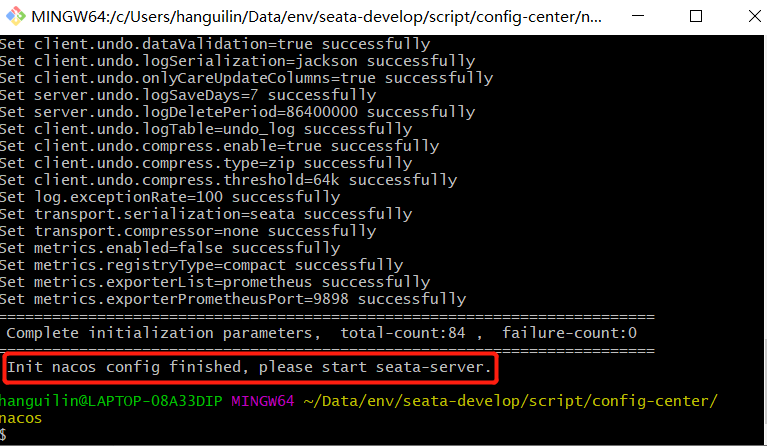 MINGW64:/c/Users/hanguilin/Data/env/seata-develop/script/config-center/n...
Set client.undo.dataValidation=true successfully
Set client.undo.logSerialization=jackson successfully
Set client.undo.onlyCareUpdateColumns=true successfully
Set server.undo.logSaveDays=7 successfully
Set server.undo.logDeletePeriod=86400000 successfully
Set client.undo.logTable=undo_log successfully
Set client.undo.compress.enable=true successfully
Set client.undo.compress.type=zip successfully
Set client.undo.compress.threshold=64k successfully
Set log.exceptionRate=100 successfully
Set transport.serialization=seata successfully
Set transport.compressor=none successfully
Set metrics.enabled=false successfully
Set metrics.registryType=compact successfully
Set metrics.exporterList=prometheus successfully
Set metrics.exporterPrometheusPort=9898 successfully
=========================================================================
Complete initialization parameters,  total-count:84 ,  failure-count:0
=========================================================================
Init nacos config finished, please start seata-server.
hanguilin@LAPTOP-08A33DIP MINGW64 ~/Data/env/seata-develop/script/config-center/
nacos
$